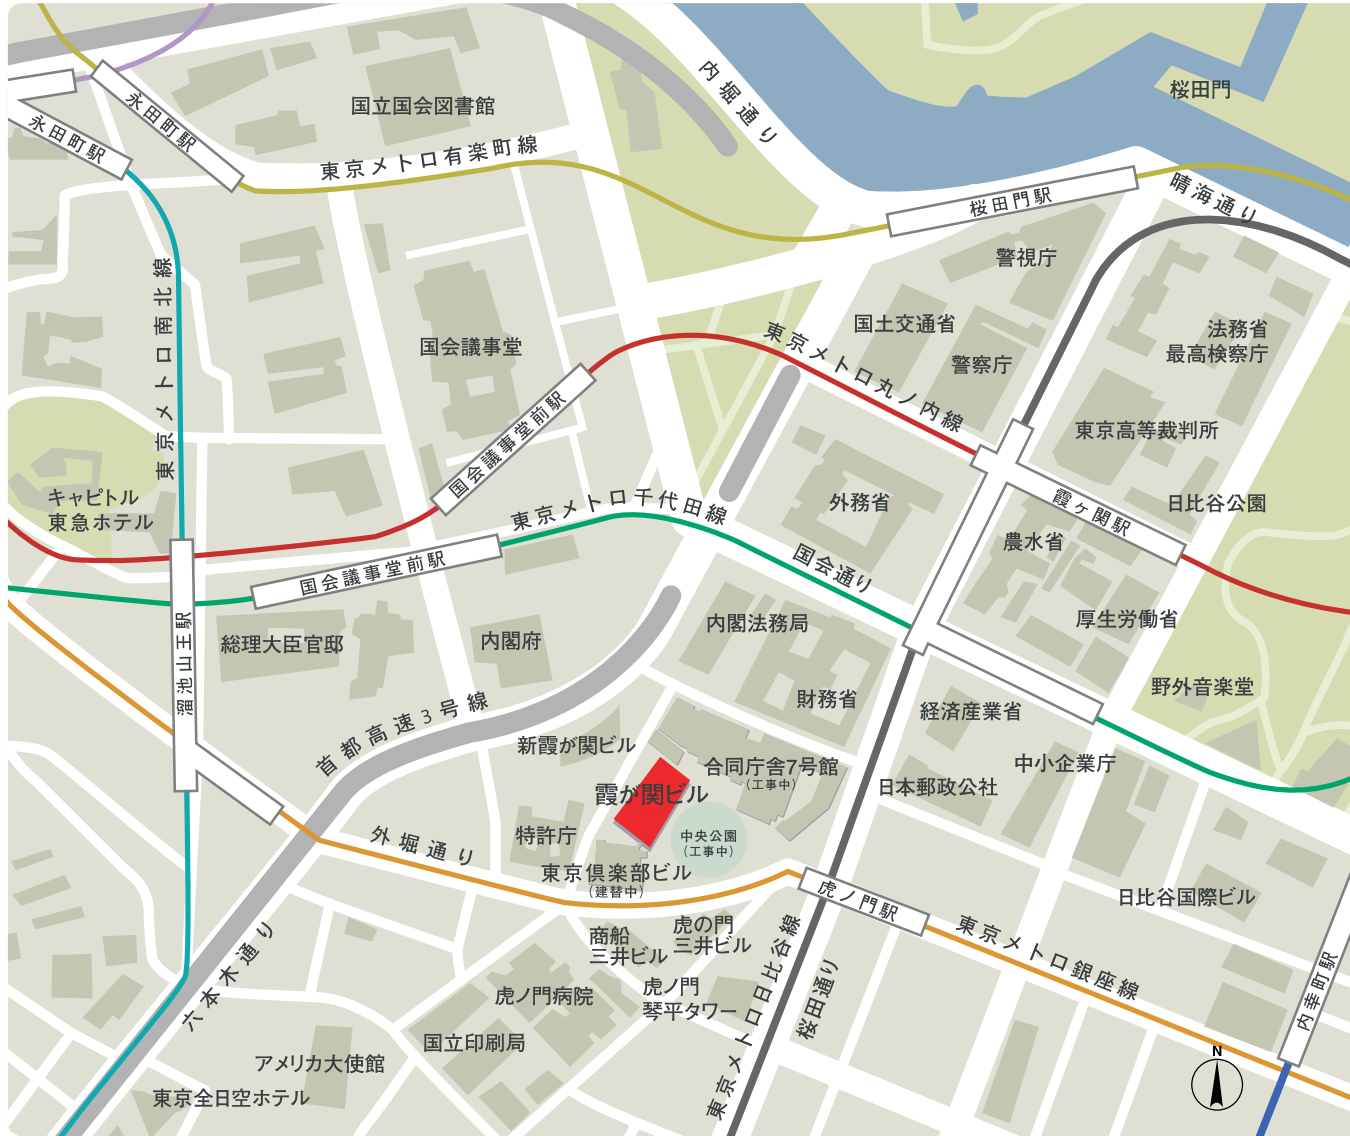 内堀通り
桜田門
永田町駅
国立国会図書館
永田町駅
東京メトロ有楽町線
晴海通り
桜田門駅
警視庁
東京メトロ南北線
国土交通省
法務省
最高検察庁
国会議事堂
東京メトロ丸ノ内線
警察庁
国会議事堂前駅
東京高等裁判所
キャピトル
東急ホテル
東京メトロ千代田線
外務省
霞ヶ関駅
日比谷公園
農水省
国会議事堂前駅
国会通り
溜池山王駅
総理大臣官邸
内閣府
内閣法務局
厚生労働省
野外音楽堂
財務省
経済産業省
首都高速3号線
新霞が関ビル
合同庁舎7号館
(工事中)
中小企業庁
霞が関ビル
日本郵政公社
外堀通り
特許庁
中央公園
(工事中)
東京倶楽部ビル
(建替中)
虎ノ門駅
日比谷国際ビル
商船
三井ビル
虎の門
三井ビル
東京メトロ日比谷線
東京メトロ銀座線
六本木通り
虎ノ門病院
虎ノ門
琴平タワー
桜田通り
内幸町駅
国立印刷局
アメリカ大使館
N
東京全日空ホテル